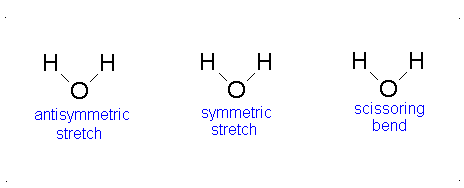 H H H H H H
O O O
antisymmetric symmetric scissoring
stretch stretch bend